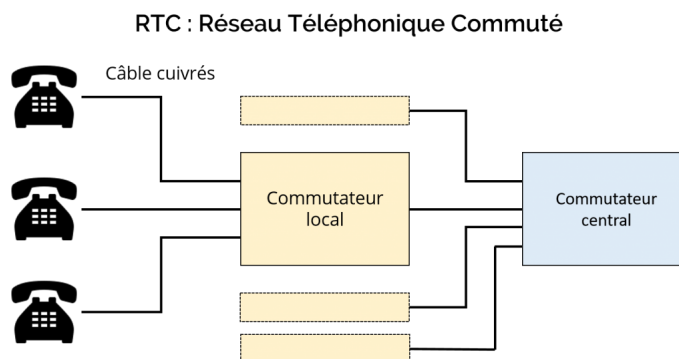 RTC : Réseau Téléphonique Commuté
Câble cuivrés
Commutateur
local
Commutateur
central